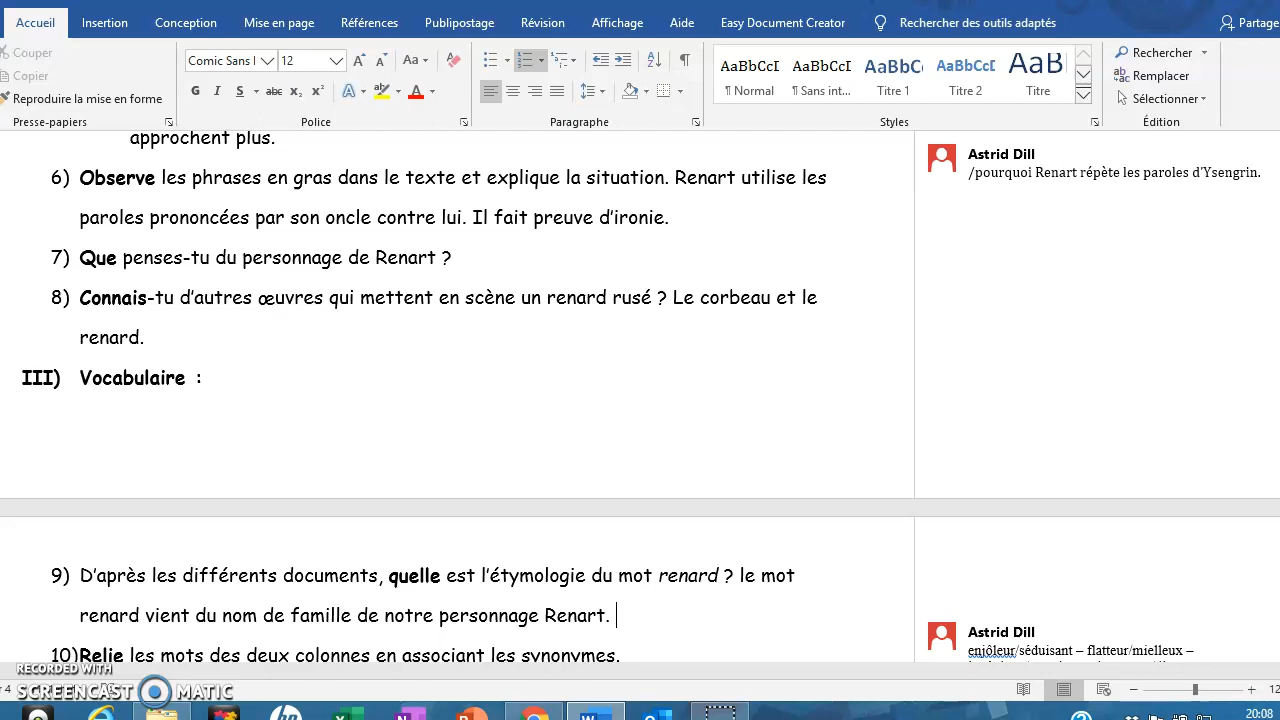 Accueil Insertion Conception Mise en page Références Publipostage Révision Affichage Aide Easy Document Creator Rechercher des outils adaptés Partage
Couper
Copier
Reproduire la mise en forme
Presse-papiers
Comic Sans 12 Aa
G I S abc x₂ x² A A
Police
Paragraphe
AaBbCcI AaBbCcI AaBbCc AaBbCcD AaB
¶ Normal ¶ Sans int... Titre 1 Titre 2 Titre
Styles
Rechercher
Remplacer
Sélectionner
Édition
approchent plus.
6) Observe les phrases en gras dans le texte et explique la situation. Renart utilise les
paroles prononcées par son oncle contre lui. Il fait preuve d'ironie.
7) Que penses-tu du personnage de Renart ?
8) Connais-tu d'autres œuvres qui mettent en scène un renard rusé ? Le corbeau et le
renard.
III) Vocabulaire :
Astrid Dill
/pourquoi Renart répète les paroles d'Ysengrin.
9) D'après les différents documents, quelle est l'étymologie du mot renard ? le mot
renard vient du nom de famille de notre personnage Renart.
10) Relie les mots des deux colonnes en associant les synonymes.
Astrid Dill
enjôleur/séduisant – flatteur/mielleux –
RECORDED WITH
SCREENCAST MATIC
r 4
12
20:08